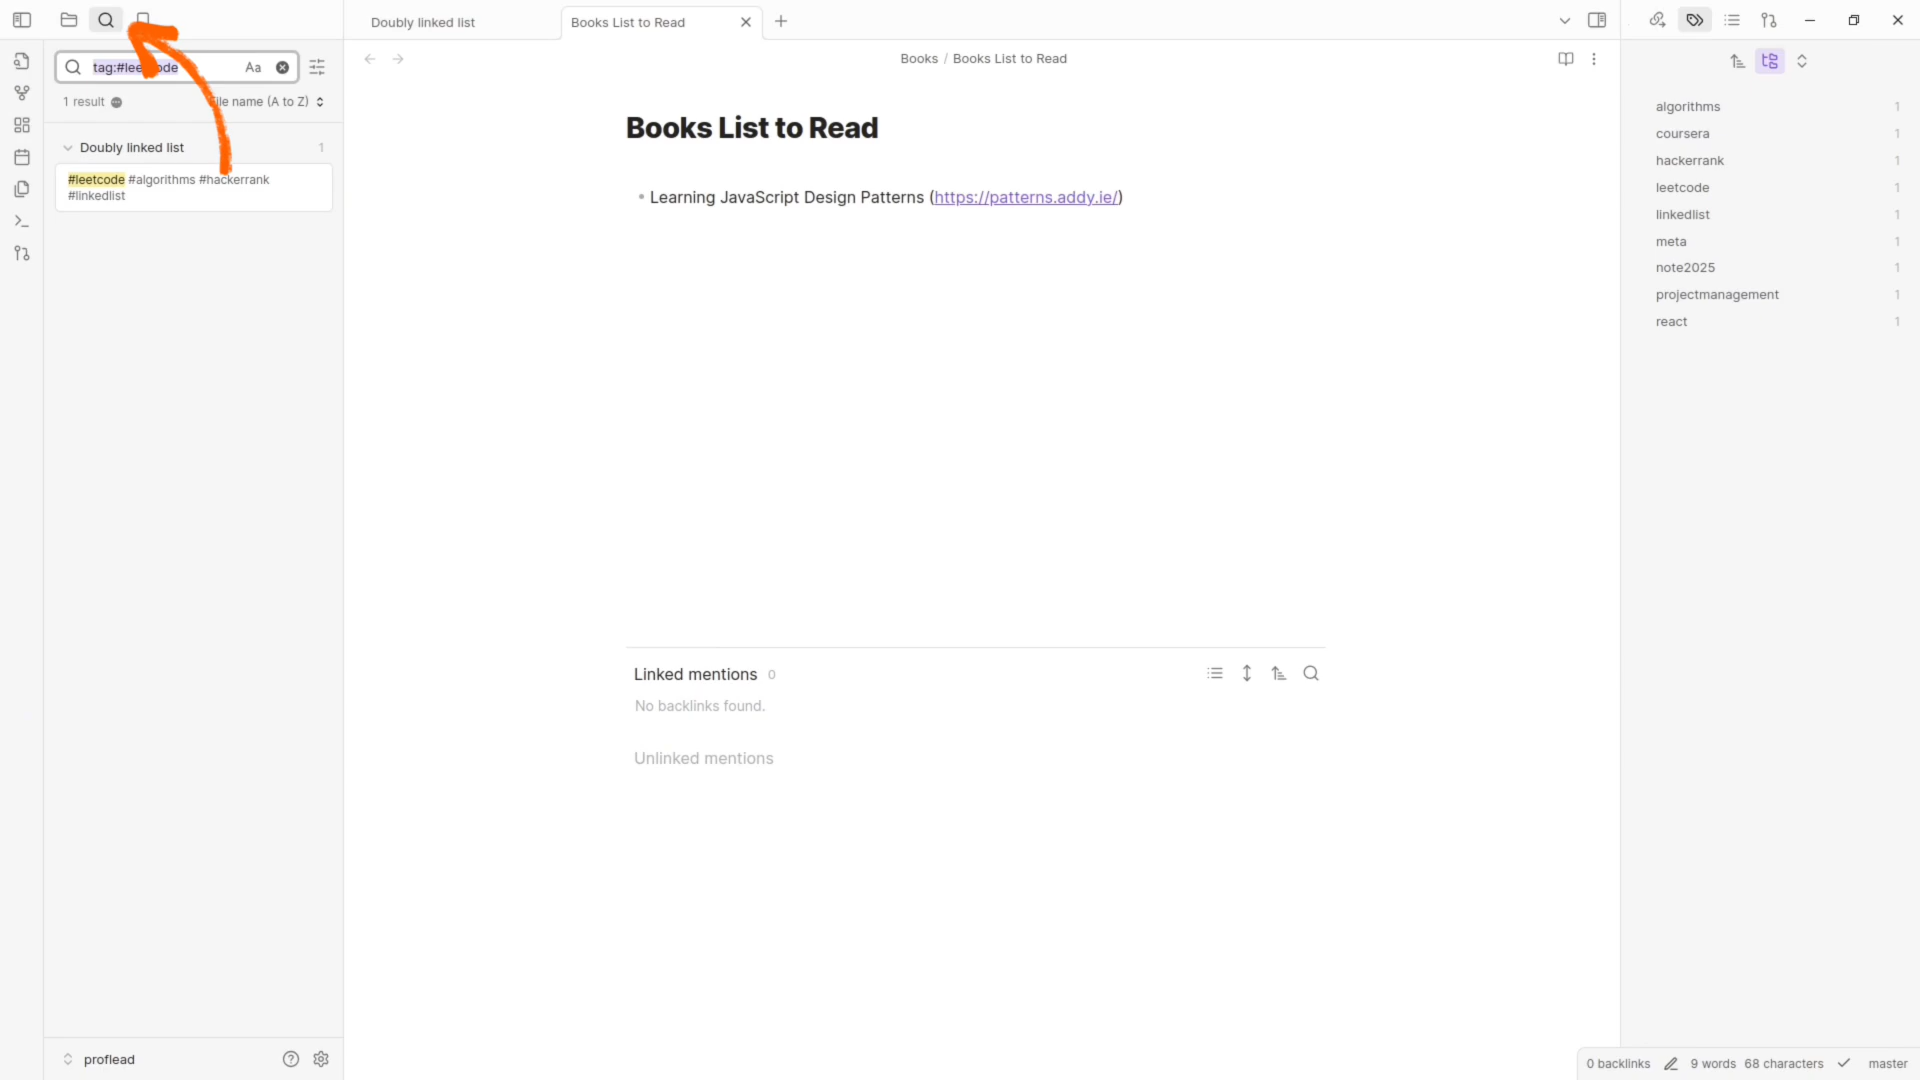 Doubly linked list
Books List to Read
Aa
1 result
File name (A to Z)
Doubly linked list 1
#leetcode #algorithms #hackerrank
#linkedlist
Books / Books List to Read
Books List to Read
Learning JavaScript Design Patterns (https://patterns.addy.ie/)
Linked mentions 0
No backlinks found.
Unlinked mentions
algorithms 1
coursera 1
hackerrank 1
leetcode 1
linkedlist 1
meta 1
note2025 1
projectmanagement 1
react 1
proflead
0 backlinks 9 words 68 characters master